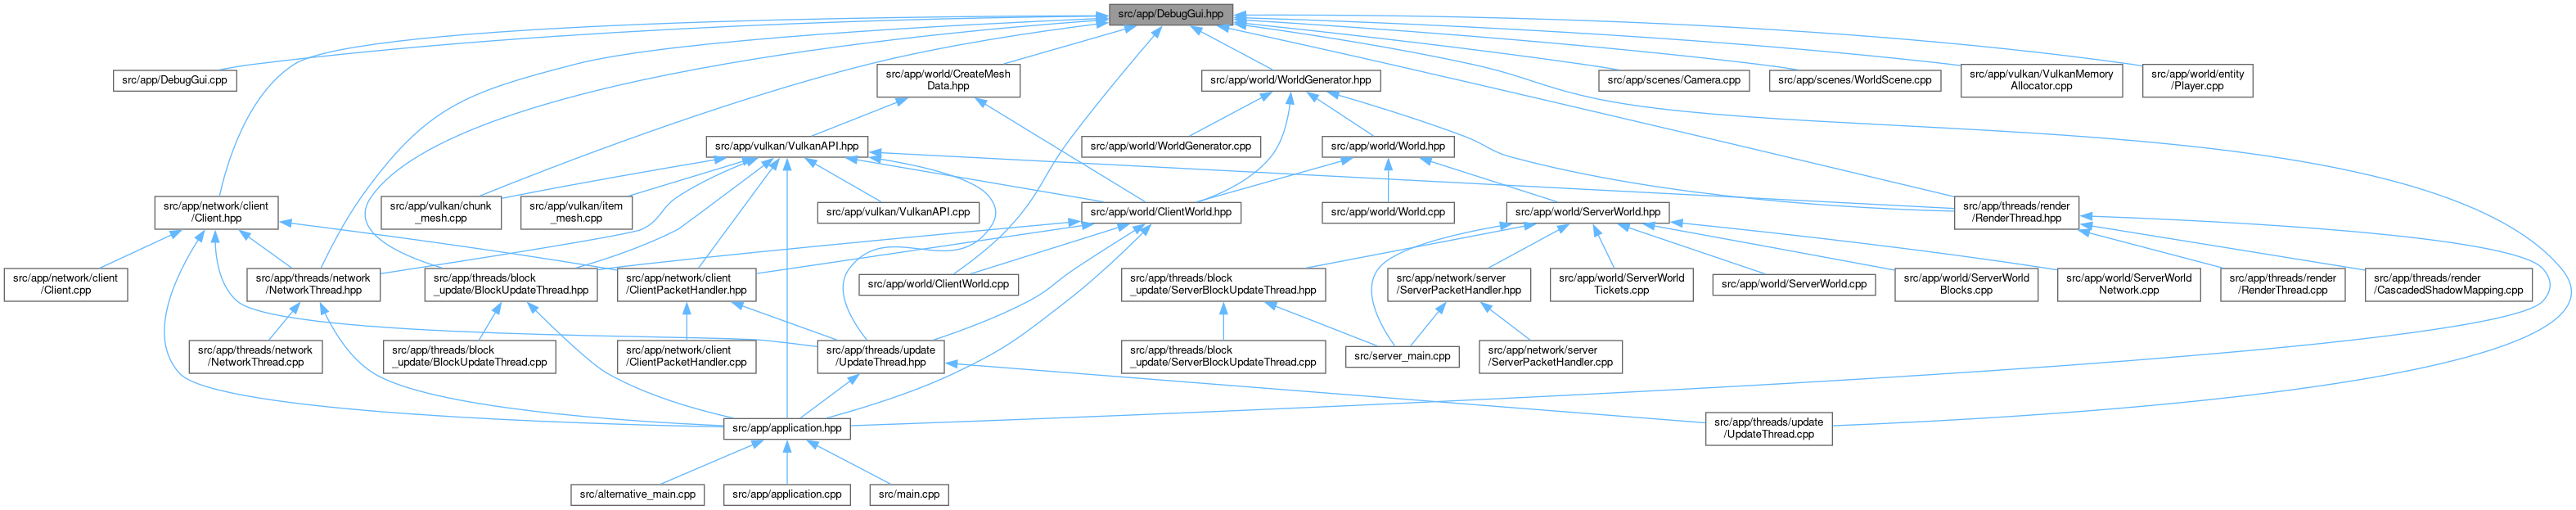 src/app/DebugGui.hpp
src/app/DebugGui.cpp
src/app/world/CreateMesh
Data.hpp
src/app/world/WorldGenerator.hpp
src/app/scenes/Camera.cpp
src/app/scenes/WorldScene.cpp
src/app/vulkan/VulkanMemory
Allocator.cpp
src/app/world/entity
/Player.cpp
src/app/vulkan/VulkanAPI.hpp
src/app/world/WorldGenerator.cpp
src/app/world/World.hpp
src/app/network/client
/Client.hpp
src/app/vulkan/chunk
_mesh.cpp
src/app/vulkan/item
_mesh.cpp
src/app/vulkan/VulkanAPI.cpp
src/app/world/ClientWorld.hpp
src/app/world/World.cpp
src/app/world/ServerWorld.hpp
src/app/threads/render
/RenderThread.hpp
src/app/network/client
/Client.cpp
src/app/threads/network
/NetworkThread.hpp
src/app/threads/block
_update/BlockUpdateThread.hpp
src/app/network/client
/ClientPacketHandler.hpp
src/app/world/ClientWorld.cpp
src/app/threads/block
_update/ServerBlockUpdateThread.hpp
src/app/network/server
/ServerPacketHandler.hpp
src/app/world/ServerWorld
Tickets.cpp
src/app/world/ServerWorld.cpp
src/app/world/ServerWorld
Blocks.cpp
src/app/world/ServerWorld
Network.cpp
src/app/threads/render
/RenderThread.cpp
src/app/threads/render
/CascadedShadowMapping.cpp
src/app/threads/network
/NetworkThread.cpp
src/app/threads/block
_update/BlockUpdateThread.cpp
src/app/network/client
/ClientPacketHandler.cpp
src/app/threads/update
/UpdateThread.hpp
src/app/threads/block
_update/ServerBlockUpdateThread.cpp
src/server_main.cpp
src/app/network/server
/ServerPacketHandler.cpp
src/app/application.hpp
src/app/threads/update
/UpdateThread.cpp
src/alternative_main.cpp
src/app/application.cpp
src/main.cpp